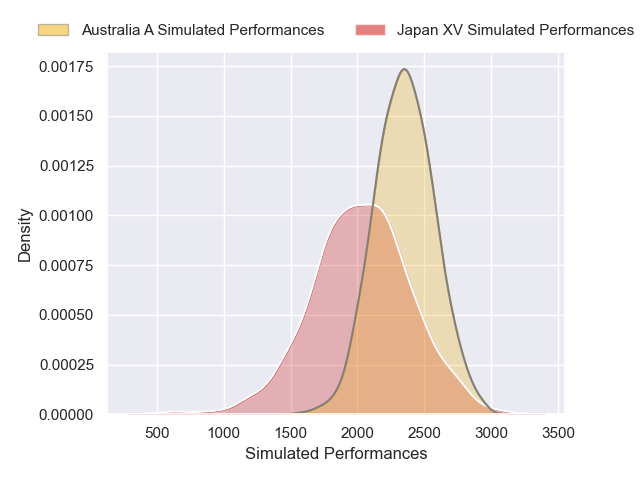 Australia A Simulated Performances Japan XV Simulated Performances
0.00175
0.00150
0.00125
0.00100
0.00075
0.00050
0.00025
0.00000
Density
500 1000 1500 2000 2500 3000 3500
Simulated Performances